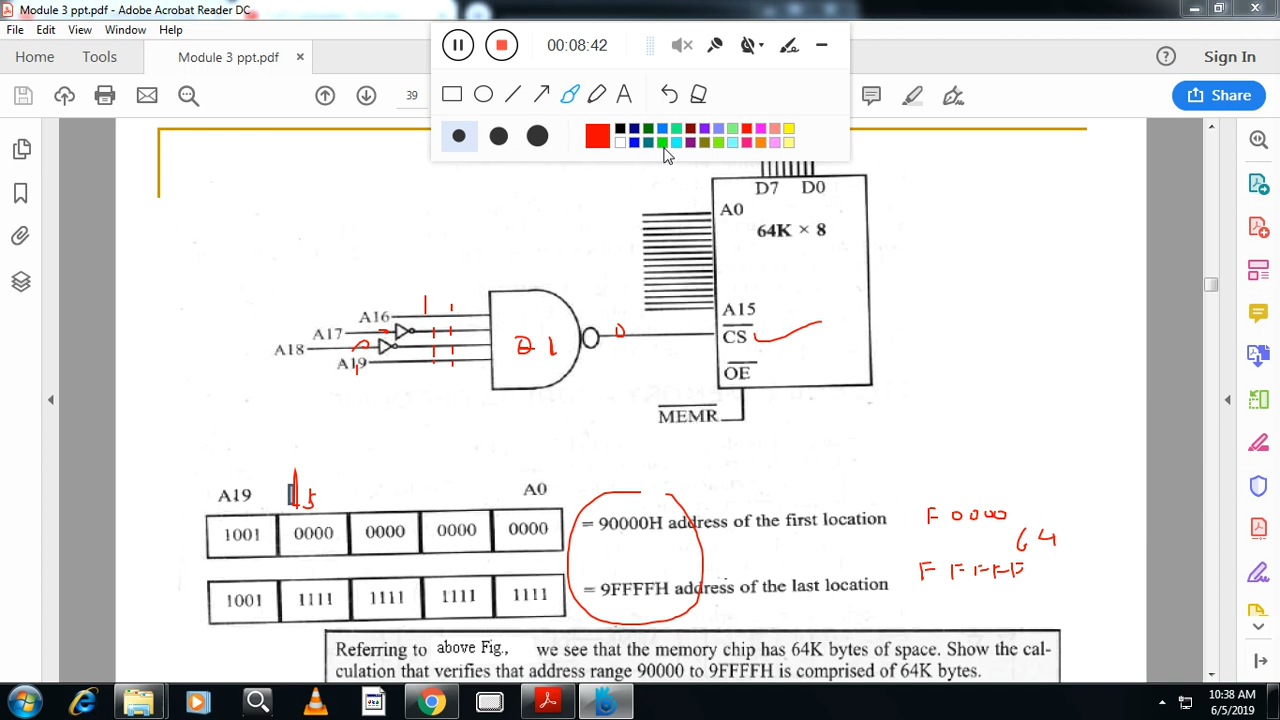 Module 3 ppt.pdf - Adobe Acrobat Reader DC
File Edit View Window Help
00:08:42
Home Tools Module 3 ppt.pdf × Sign In
39
A
Share
D7 D0
A0
64K × 8
A16
A17
A18
A19
0
A15
CS
OE
MEMR
A19 A0
1001 0000 0000 0000 0000 = 90000H address of the first location
F 0000
64
1001 1111 1111 1111 1111 = 9FFFFH address of the last location
F FFFF
Referring to above Fig., we see that the memory chip has 64K bytes of space. Show the cal-
culation that verifies that address range 90000 to 9FFFFH is comprised of 64K bytes.
10:38 AM
6/5/2019